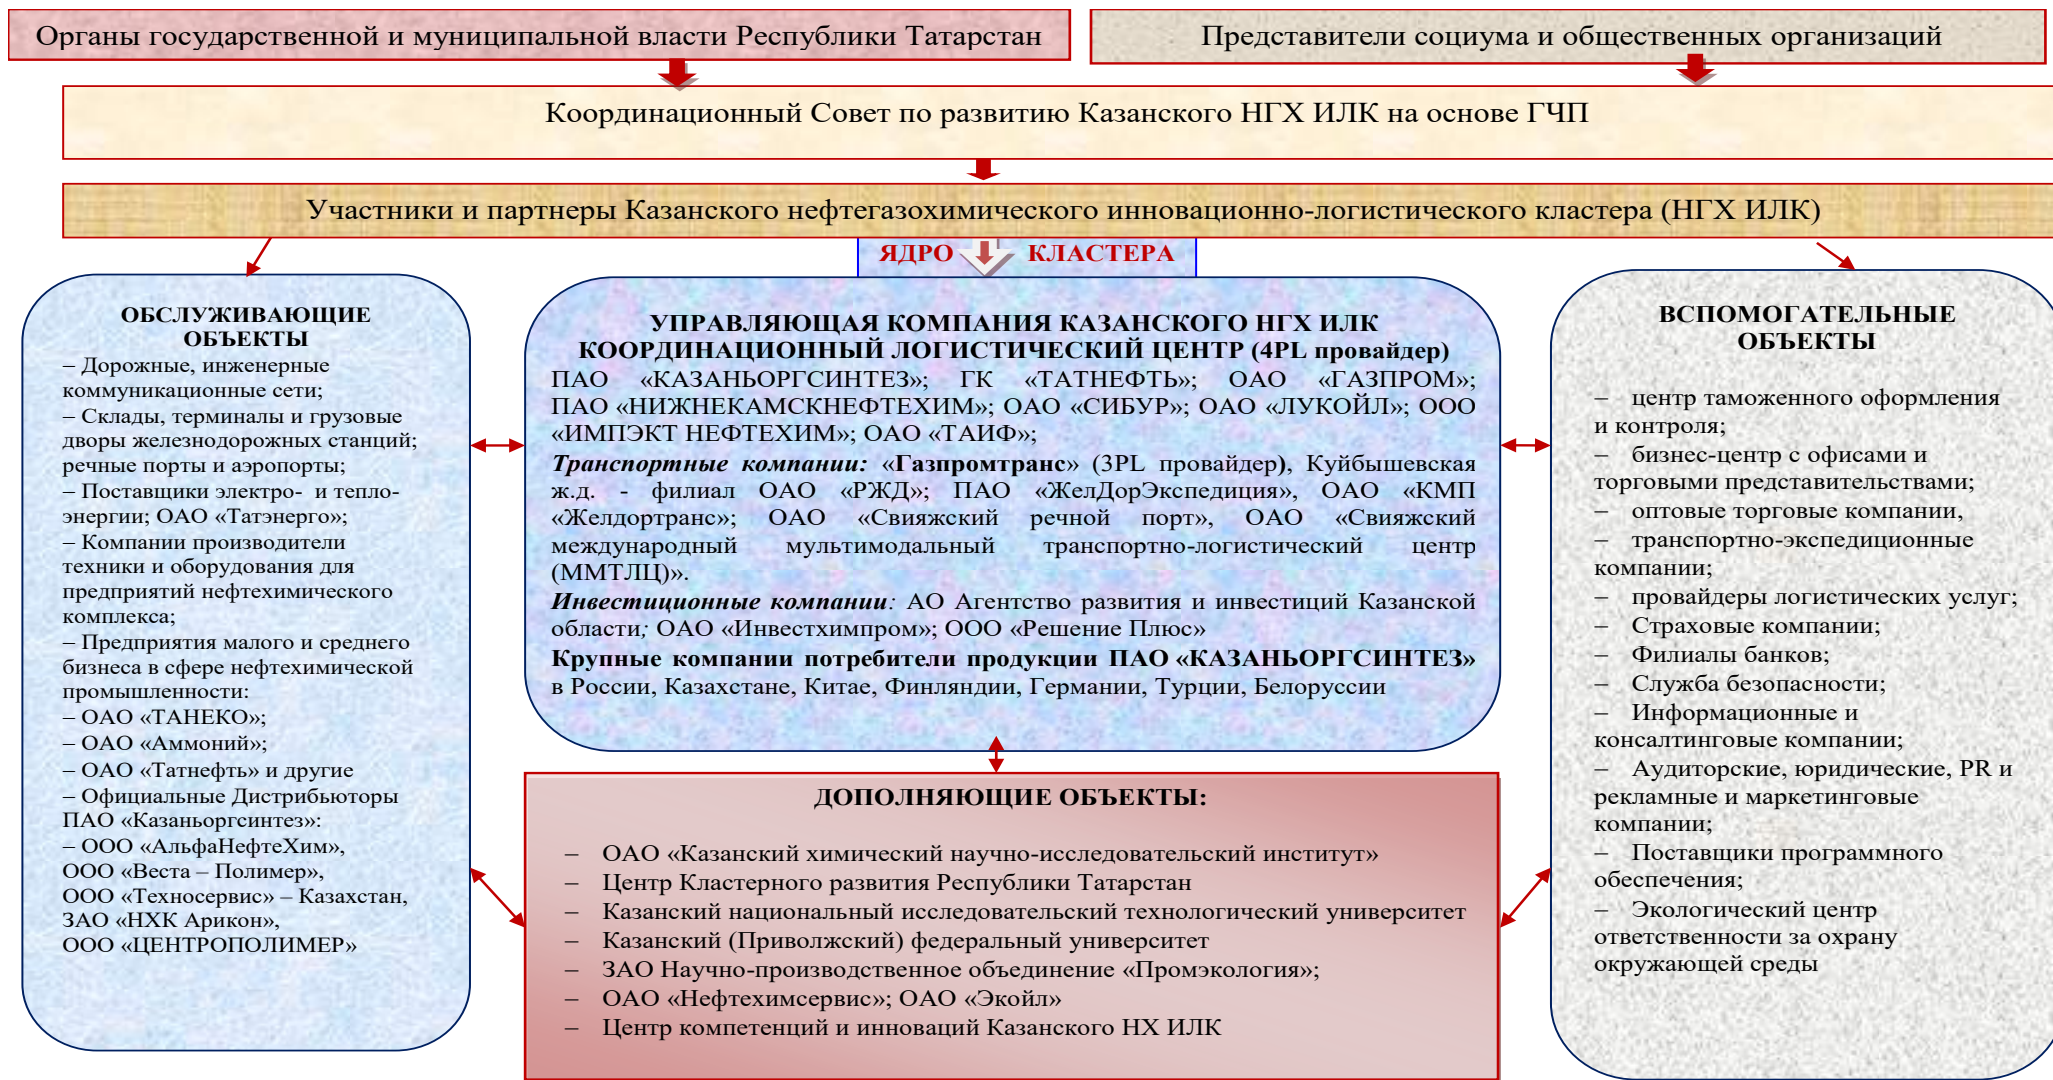 Органы государственной и муниципальной власти Республики Татарстан
Представители социума и общественных организаций
Координационный Совет по развитию Казанского НГХ ИЛК на основе ГЧП
Участники и партнеры Казанского нефтегазохимического инновационно-логистического кластера (НГХ ИЛК)
ЯДРО КЛАСТЕРА
ОБСЛУЖИВАЮЩИЕ
ОБЪЕКТЫ
– Дорожные, инженерные
коммуникационные сети;
– Склады, терминалы и грузовые
дворы железнодорожных станций;
речные порты и аэропорты;
– Поставщики электро- и тепло-
энергии; ОАО «Татэнерго»;
– Компании производители
техники и оборудования для
предприятий нефтехимического
комплекса;
– Предприятия малого и среднего
бизнеса в сфере нефтехимической
промышленности:
– ОАО «ТАНЕКО»;
– ОАО «Аммоний»;
– ОАО «Татнефть» и другие
– Официальные Дистрибьюторы
ПАО «Казаньоргсинтез»:
– ООО «АльфаНефтеХим»,
ООО «Веста – Полимер»,
ООО «Техносервис» – Казахстан,
ЗАО «НХК Арикон»,
ООО «ЦЕНТРОПОЛИМЕР»
УПРАВЛЯЮЩАЯ КОМПАНИЯ КАЗАНСКОГО НГХ ИЛК
КООРДИНАЦИОННЫЙ ЛОГИСТИЧЕСКИЙ ЦЕНТР (4PL провайдер)
ПАО «КАЗАНЬОРГСИНТЕЗ»; ГК «ТАТНЕФТЬ»; ОАО «ГАЗПРОМ»;
ПАО «НИЖНЕКАМСКНЕФТЕХИМ»; ОАО «СИБУР»; ОАО «ЛУКОЙЛ»; ООО
«ИМПЭКТ НЕФТЕХИМ»; ОАО «ТАИФ»;
Транспортные компании: «Газпромтранс» (3PL провайдер), Куйбышевская
ж.д. - филиал ОАО «РЖД»; ПАО «ЖелДорЭкспедиция», ОАО «КМП
«Желдортранс»; ОАО «Свияжский речной порт», ОАО «Свияжский
международный мультимодальный транспортно-логистический центр
(ММТЛЦ)».
Инвестиционные компании: АО Агентство развития и инвестиций Казанской
области; ОАО «Инвестхимпром»; ООО «Решение Плюс»
Крупные компании потребители продукции ПАО «КАЗАНЬОРГСИНТЕЗ»
в России, Казахстане, Китае, Финляндии, Германии, Турции, Белоруссии
ДОПОЛНЯЮЩИЕ ОБЪЕКТЫ:
– ОАО «Казанский химический научно-исследовательский институт»
– Центр Кластерного развития Республики Татарстан
– Казанский национальный исследовательский технологический университет
– Казанский (Приволжский) федеральный университет
– ЗАО Научно-производственное объединение «Промэкология»;
– ОАО «Нефтехимсервис»; ОАО «Экойл»
– Центр компетенций и инноваций Казанского НХ ИЛК
ВСПОМОГАТЕЛЬНЫЕ
ОБЪЕКТЫ
– центр таможенного оформления
и контроля;
– бизнес-центр с офисами и
торговыми представительствами;
– оптовые торговые компании,
– транспортно-экспедиционные
компании;
– провайдеры логистических услуг;
– Страховые компании;
– Филиалы банков;
– Служба безопасности;
– Информационные и
консалтинговые компании;
– Аудиторские, юридические, PR и
рекламные и маркетинговые
компании;
– Поставщики программного
обеспечения;
– Экологический центр
ответственности за охрану
окружающей среды